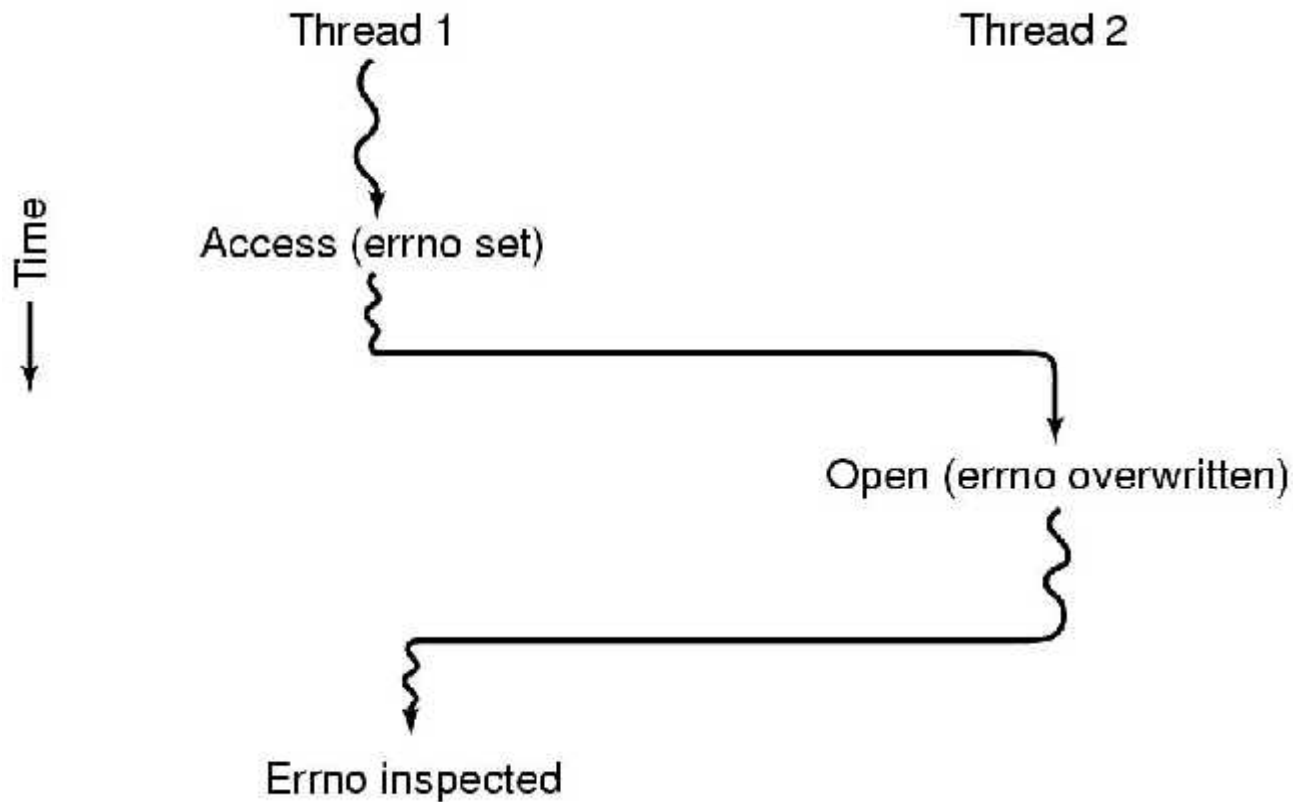 Thread 1
Thread 2
Time
Access (errno set)
Open (errno overwritten)
Errno inspected